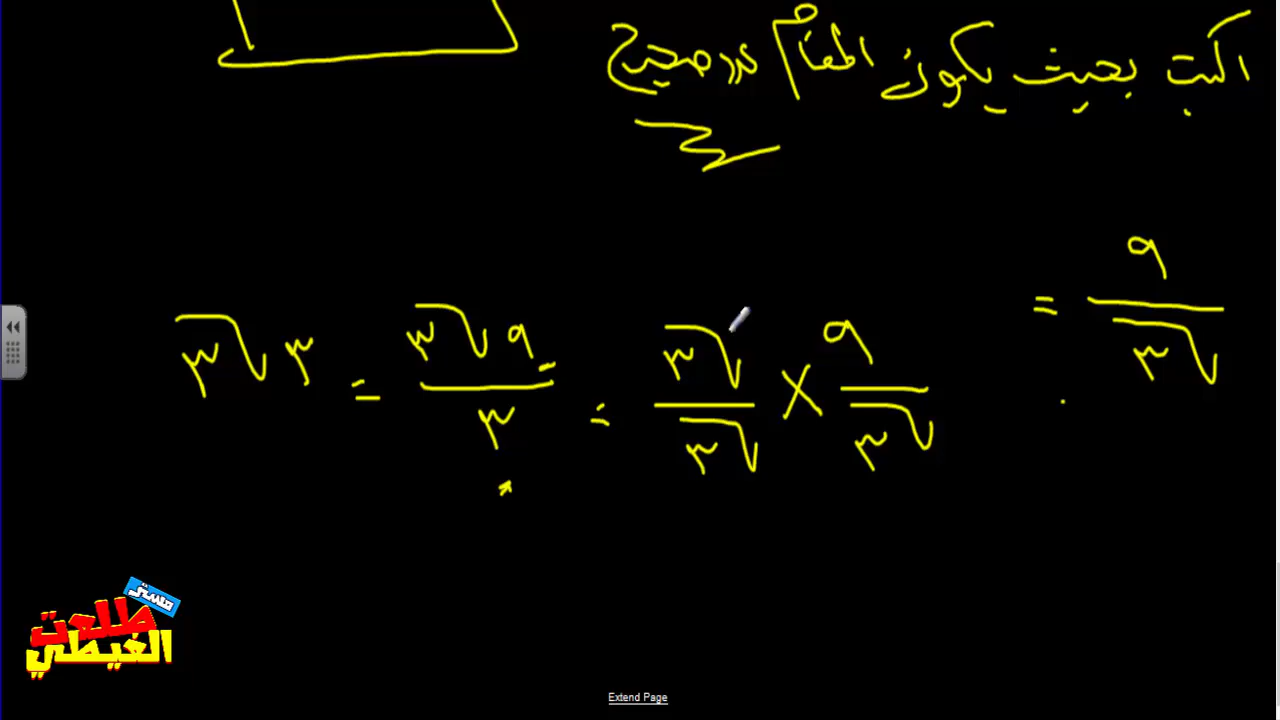 اكتب بحيث يكون المقام عدد صحيح
٩/√٣ = ٩/√٣ × √٣/√٣ = ٩√٣/٣ = ٣√٣
مستر
طلعت
الغيطي
Extend Page